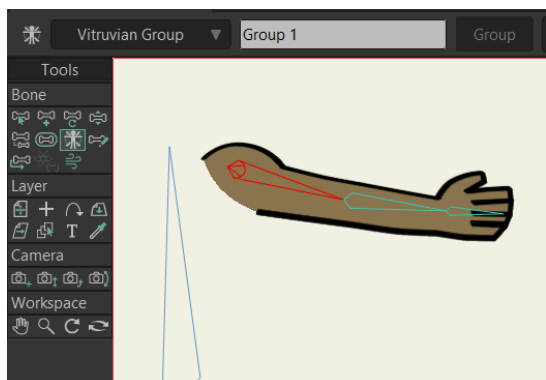 Vitruvian Group Group 1 Group
Tools
Bone
Layer
T
Camera
Workspace